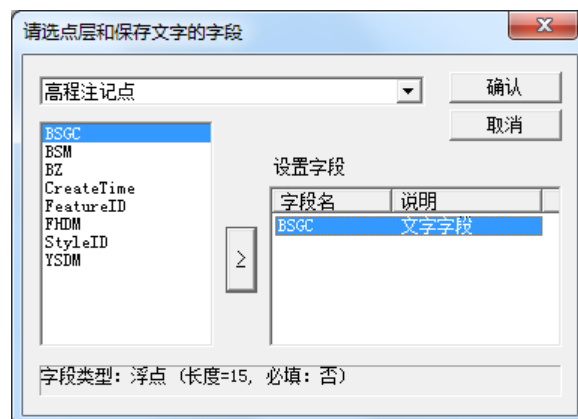 请选点层和保存文字的字段
高程注记点
确认
取消
BSGC
BSM
BZ
CreateTime
FeatureID
FHDM
StyleID
YSDM
≥
设置字段
字段名 说明
BSGC 文字字段
字段类型: 浮点 (长度=15, 必填: 否)